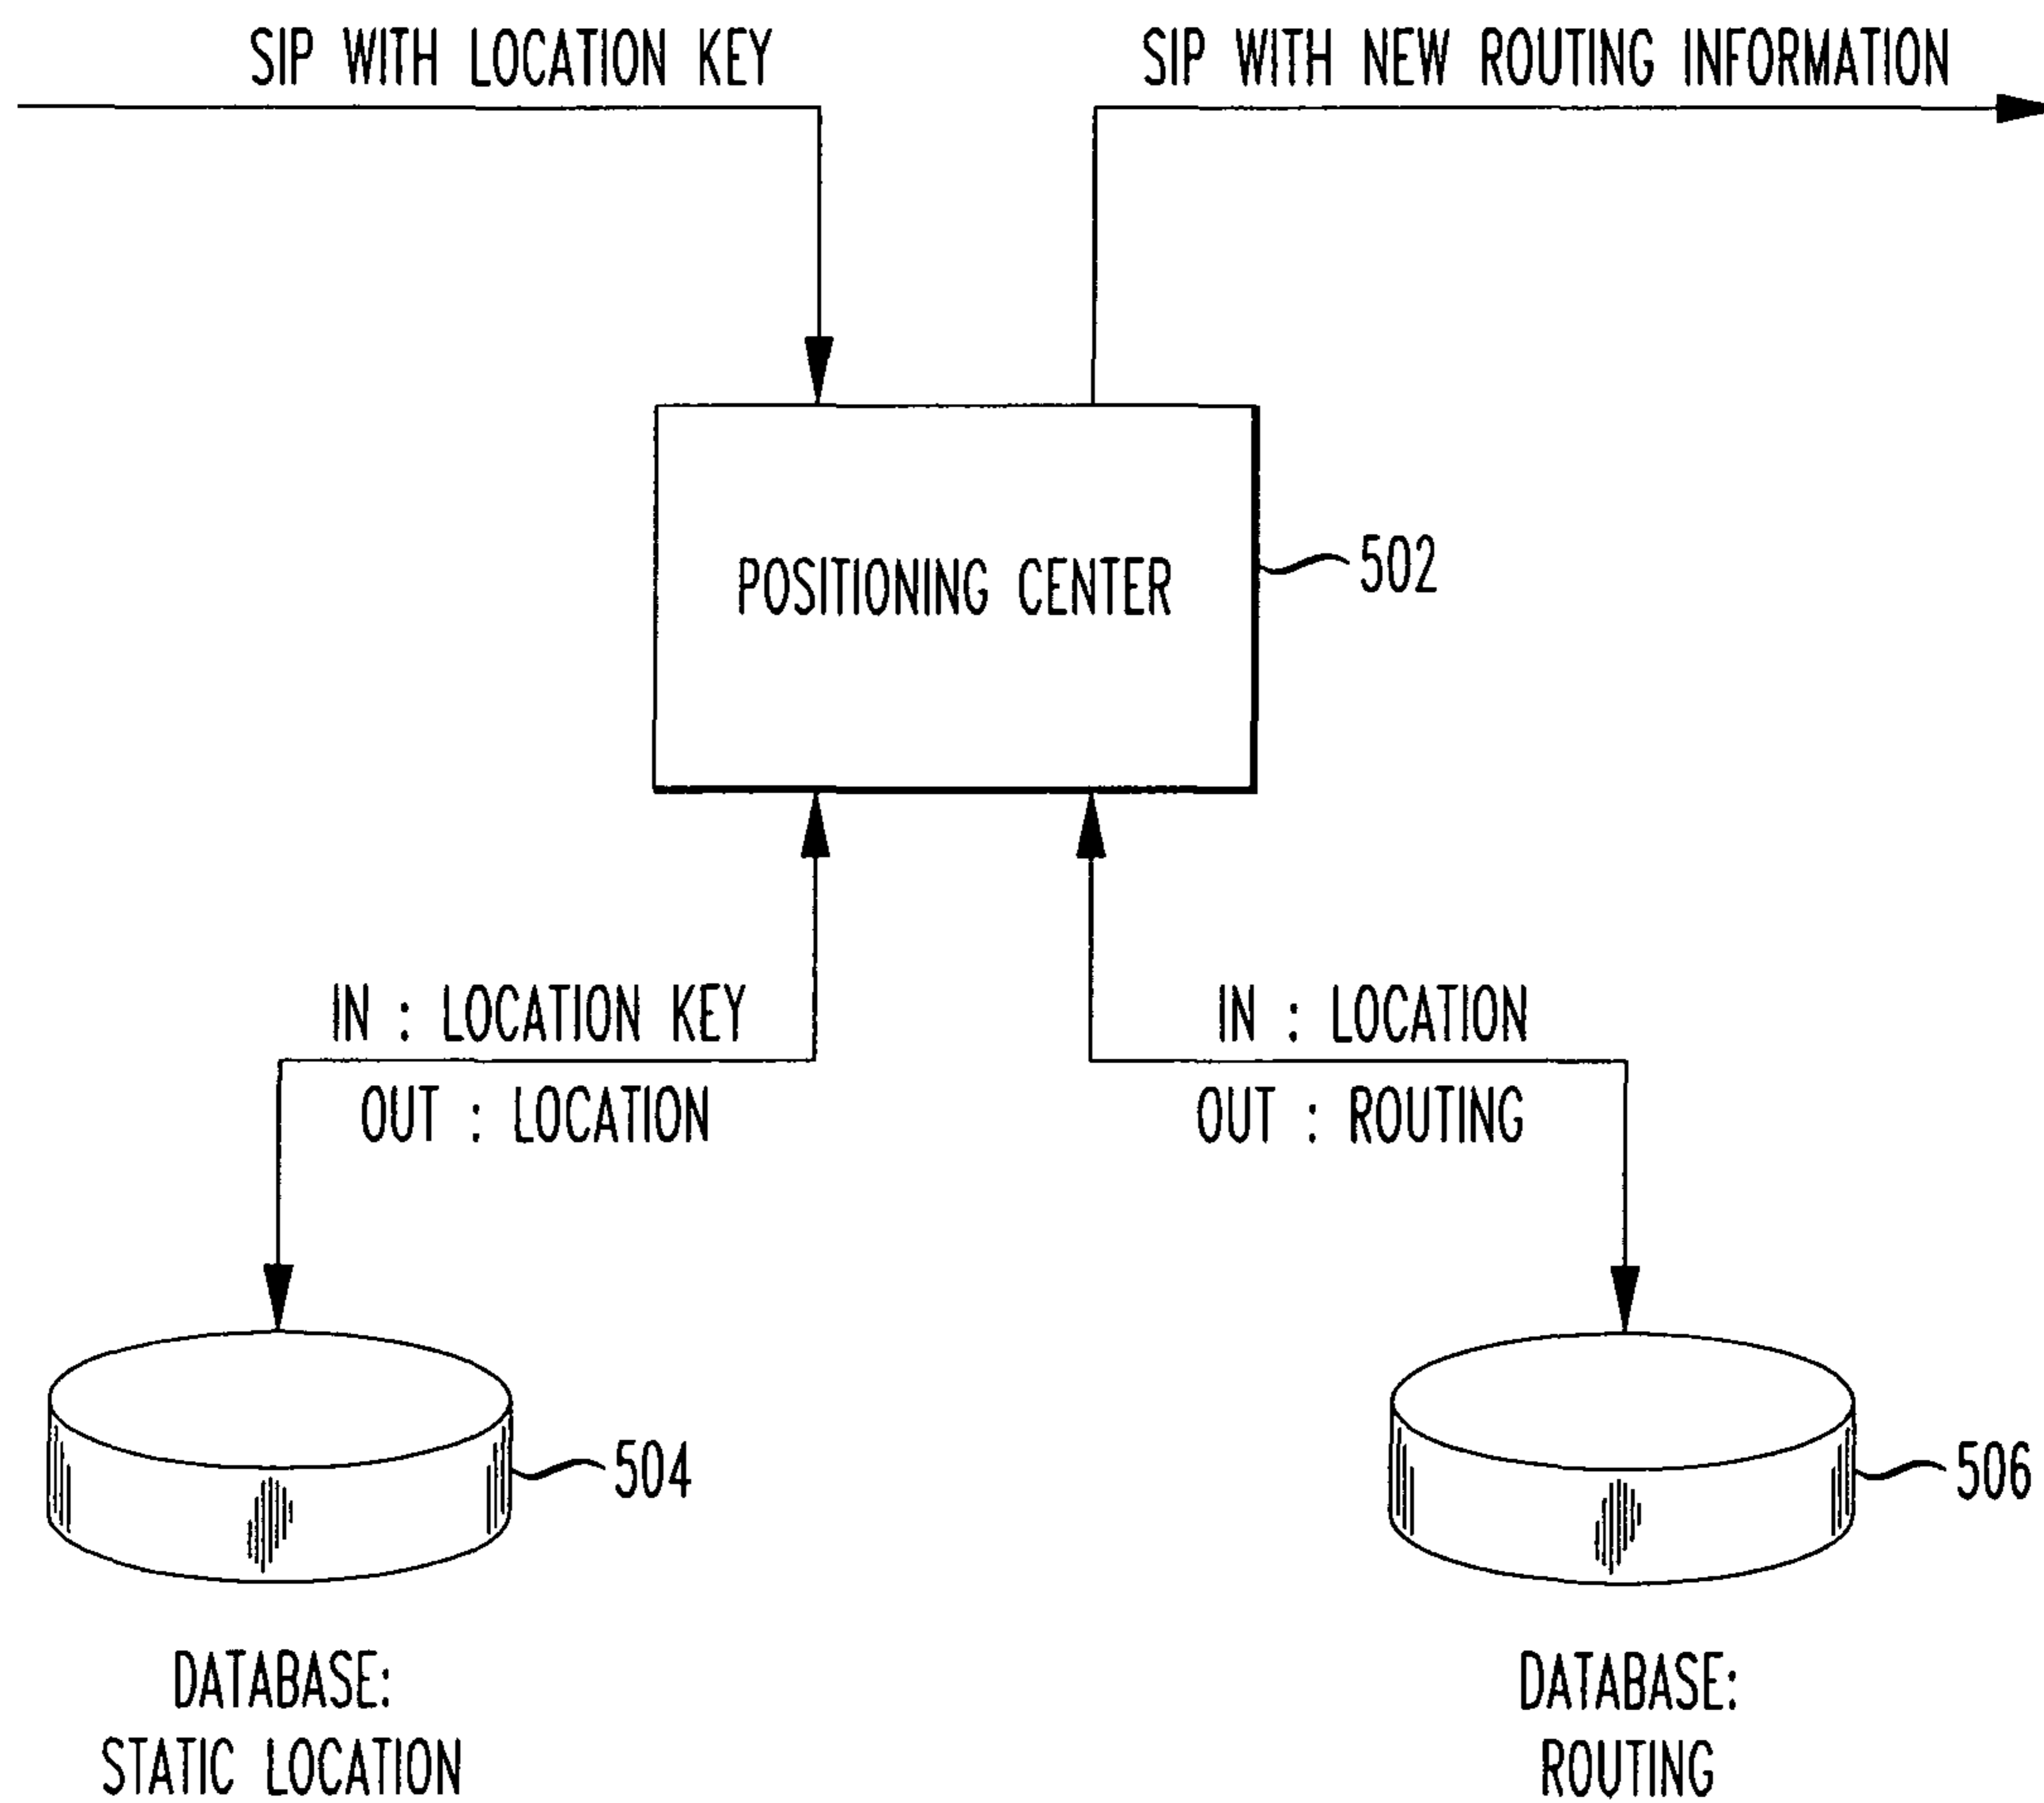 SIP WITH LOCATION KEY
SIP WITH NEW ROUTING INFORMATION
POSITIONING CENTER
502
IN : LOCATION KEY
OUT : LOCATION
IN : LOCATION
OUT : ROUTING
504
506
DATABASE:
STATIC LOCATION
DATABASE:
ROUTING